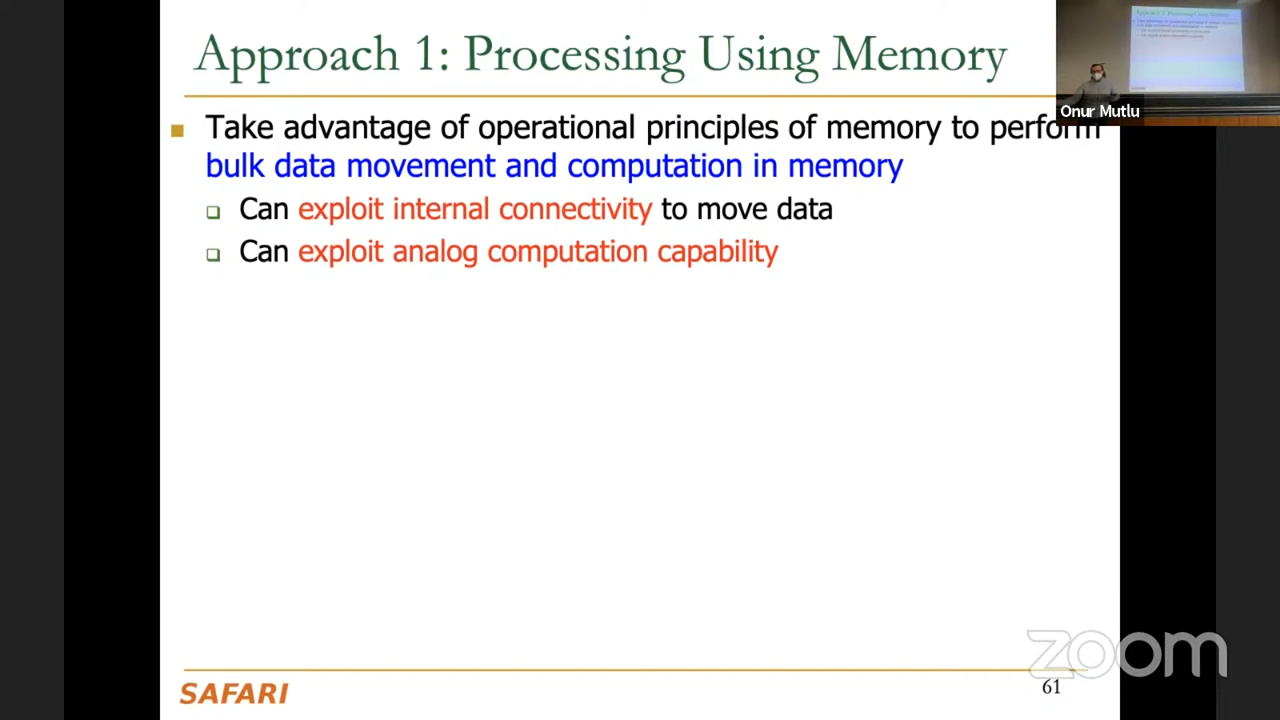 Approach 1: Processing Using Memory
Onur Mutlu
Take advantage of operational principles of memory to perform
bulk data movement and computation in memory
Can exploit internal connectivity to move data
Can exploit analog computation capability
zoom
SAFARI
61